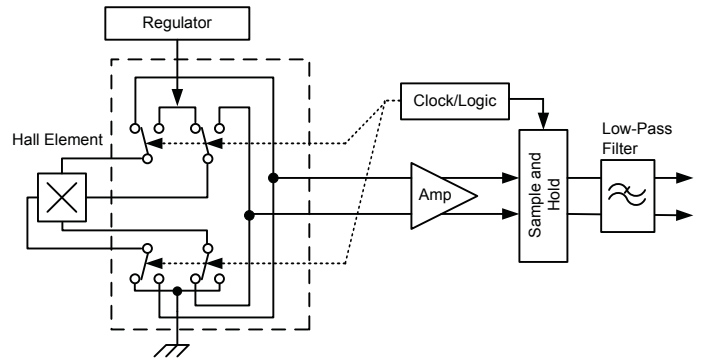 Regulator
Clock/Logic
Hall Element
Low-Pass
Filter
Amp
Sample and
Hold